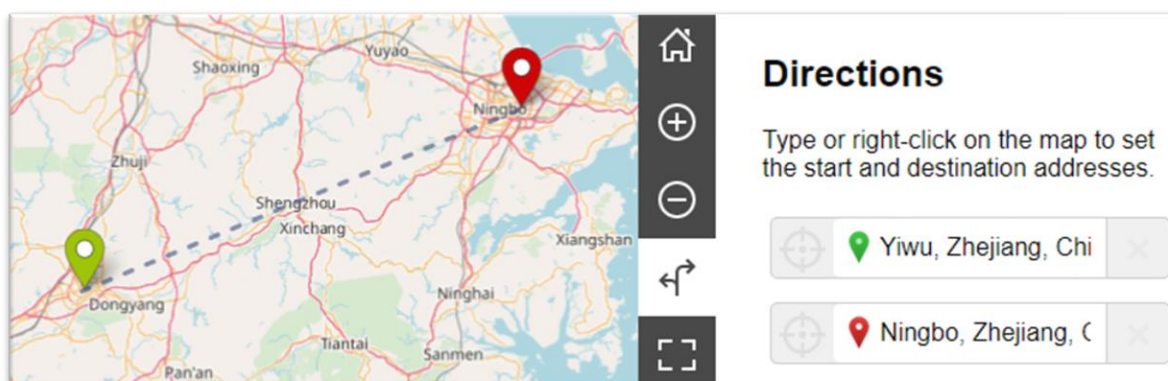 Yuyao
Shaoxing
Ningbo
Zhuji
Shengzhou
Xinchang
Xiangshan
Dongyang
Ninghai
Tiantai
Sanmen
Pan'an
Directions
Type or right-click on the map to set
the start and destination addresses.
Yiwu, Zhejiang, Chi
Ningbo, Zhejiang, C